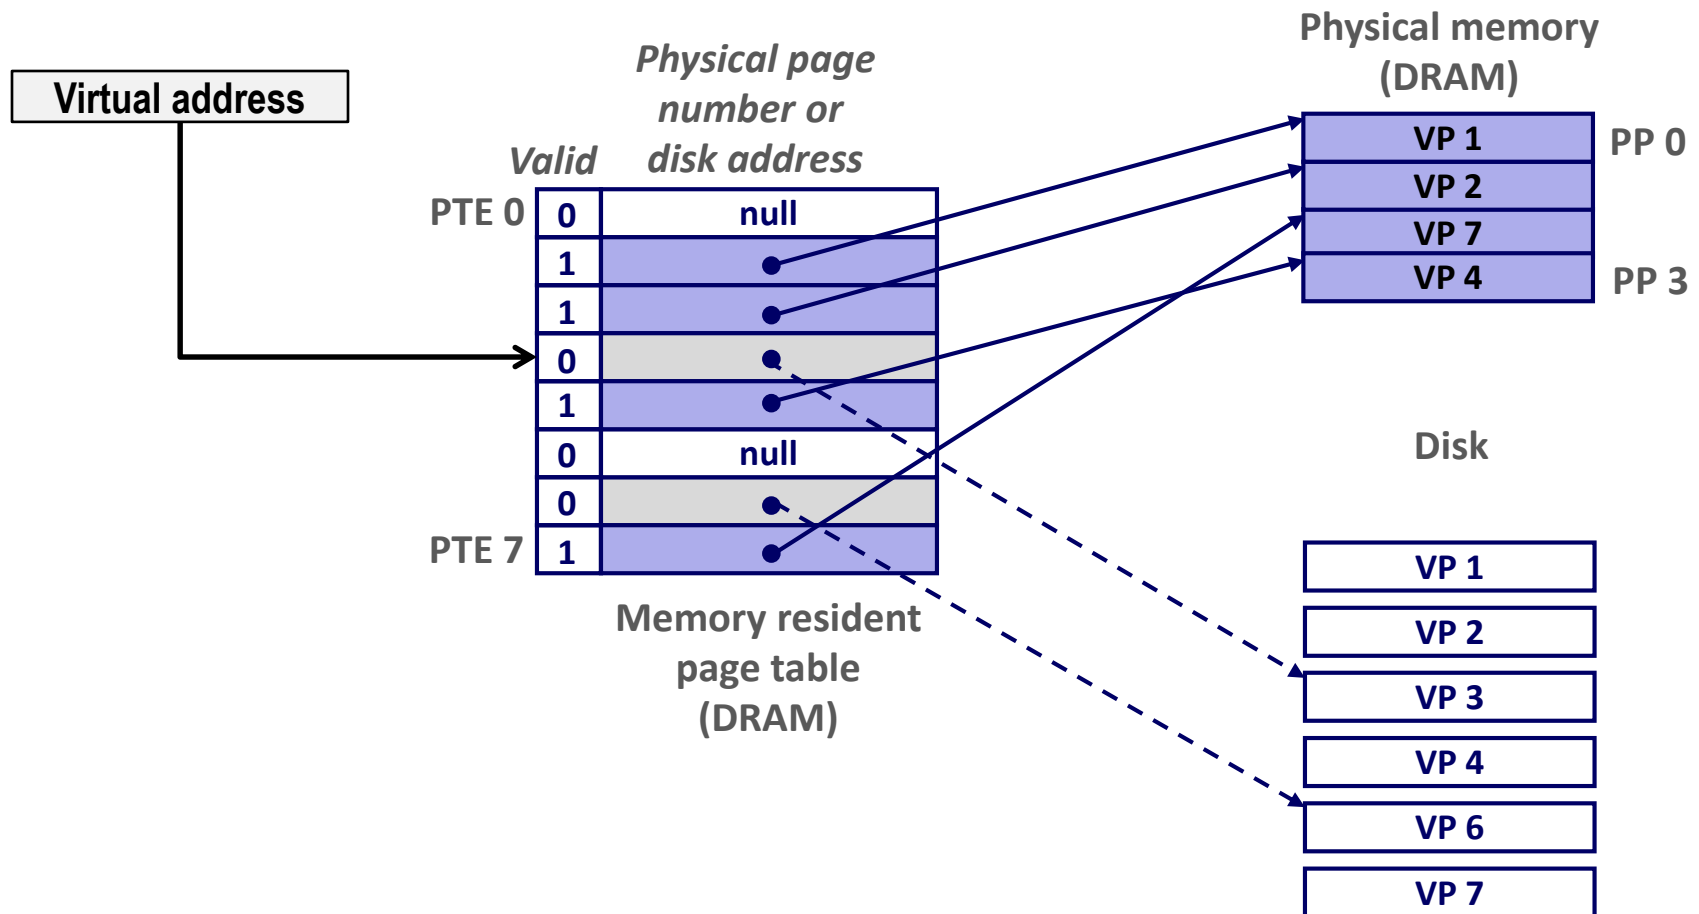 Virtual address
Physical page
number or
disk address
Valid
PTE 0
0
null
1
1
0
1
0
null
0
PTE 7
1
Memory resident
page table
(DRAM)
Physical memory
(DRAM)
VP 1
PP 0
VP 2
VP 7
VP 4
PP 3
Disk
VP 1
VP 2
VP 3
VP 4
VP 6
VP 7